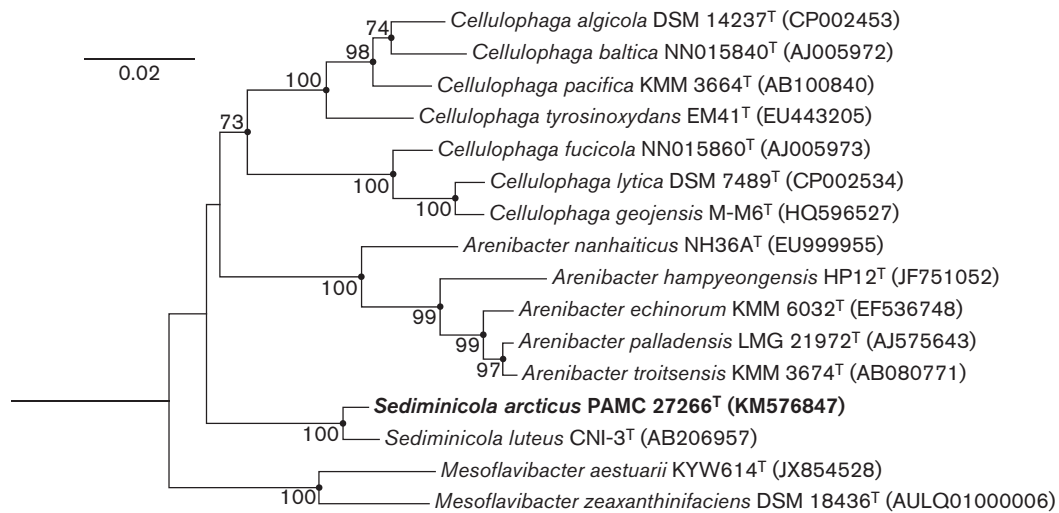 Cellulophaga algicola DSM 14237ᵀ (CP002453)
74
Cellulophaga baltica NN015840ᵀ (AJ005972)
98
0.02
100
Cellulophaga pacifica KMM 3664ᵀ (AB100840)
Cellulophaga tyrosinoxydans EM41ᵀ (EU443205)
73
Cellulophaga fucicola NN015860ᵀ (AJ005973)
100
Cellulophaga lytica DSM 7489ᵀ (CP002534)
100
Cellulophaga geojensis M-M6ᵀ (HQ596527)
Arenibacter nanhaiticus NH36Aᵀ (EU999955)
100
Arenibacter hampyeongensis HP12ᵀ (JF751052)
99
Arenibacter echinorum KMM 6032ᵀ (EF536748)
99
Arenibacter palladensis LMG 21972ᵀ (AJ575643)
97
Arenibacter troitsensis KMM 3674ᵀ (AB080771)
Sediminicola arcticus PAMC 27266ᵀ (KM576847)
100
Sediminicola luteus CNI-3ᵀ (AB206957)
Mesoflavibacter aestuarii KYW614ᵀ (JX854528)
100
Mesoflavibacter zeaxanthinifaciens DSM 18436ᵀ (AULQ01000006)